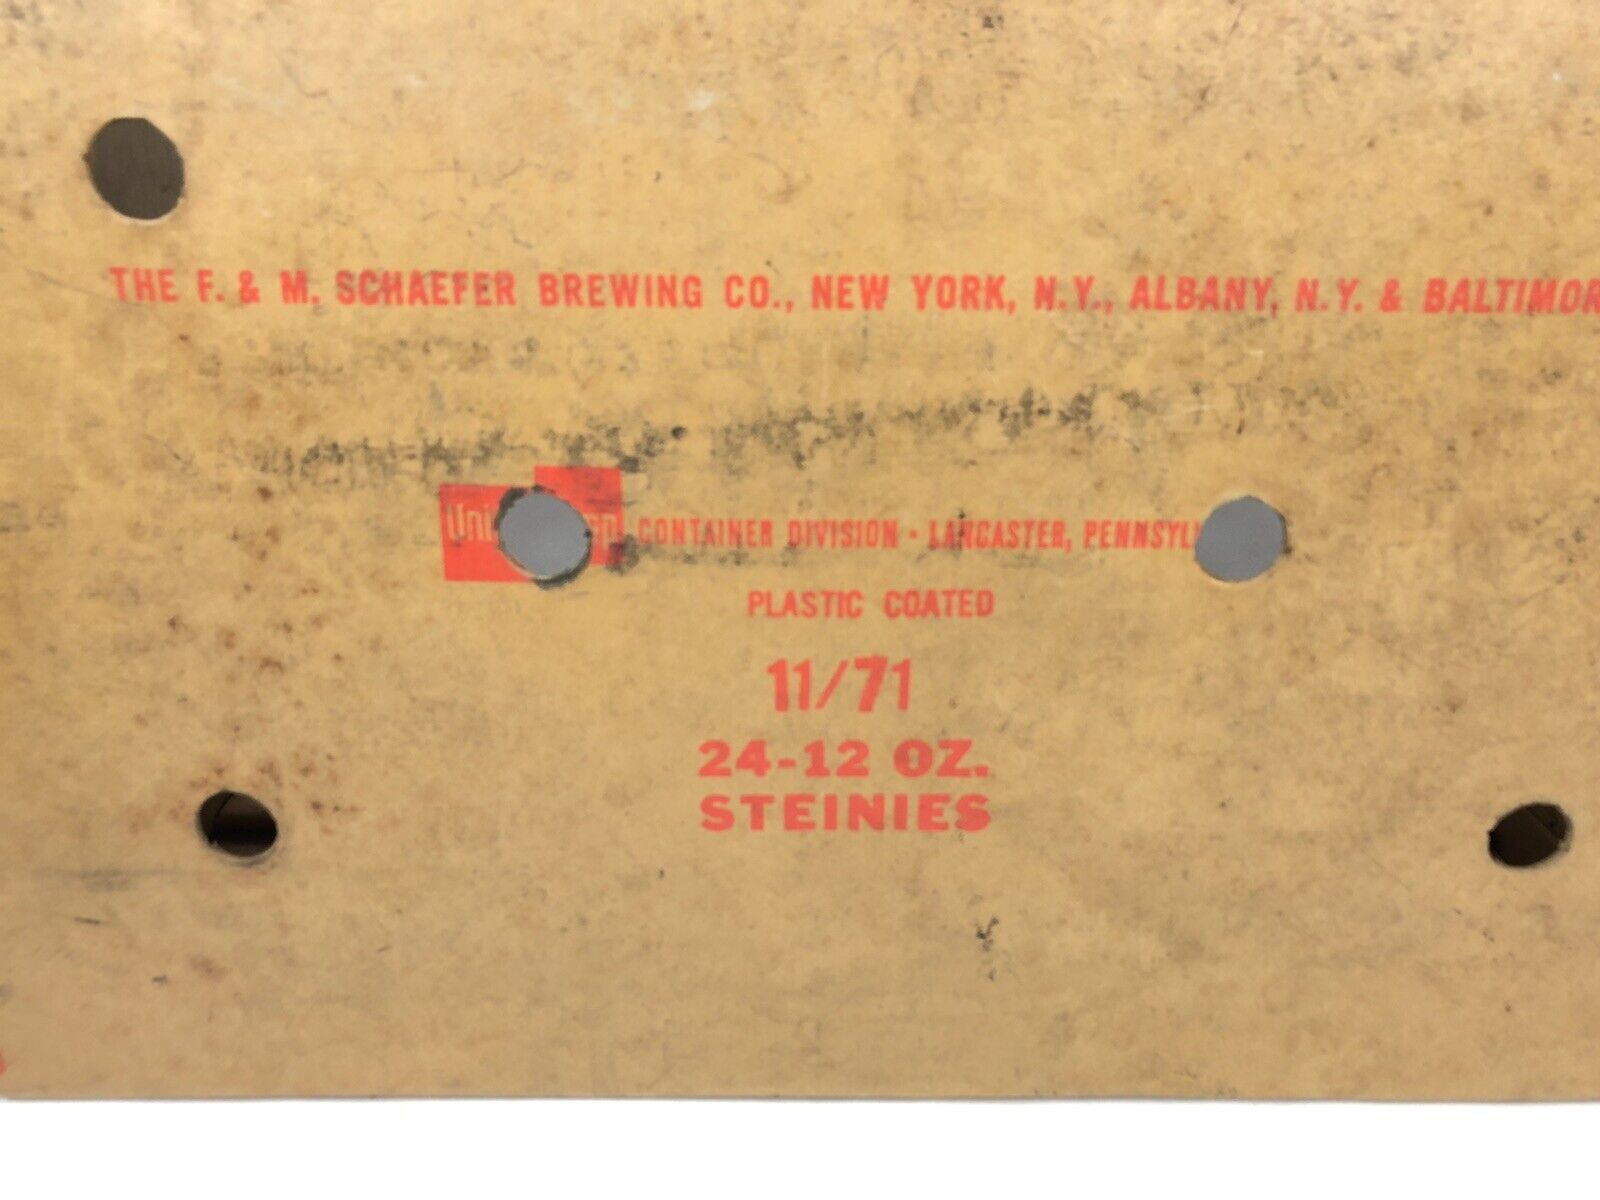 THE F. & M. SCHAEFER BREWING CO., NEW YORK, N.Y., ALBANY, N.Y. & BALTIMOR
CONTAINER DIVISION · LANCASTER, PENNSYL
PLASTIC COATED
11/71
24-12 OZ.
STEINIES